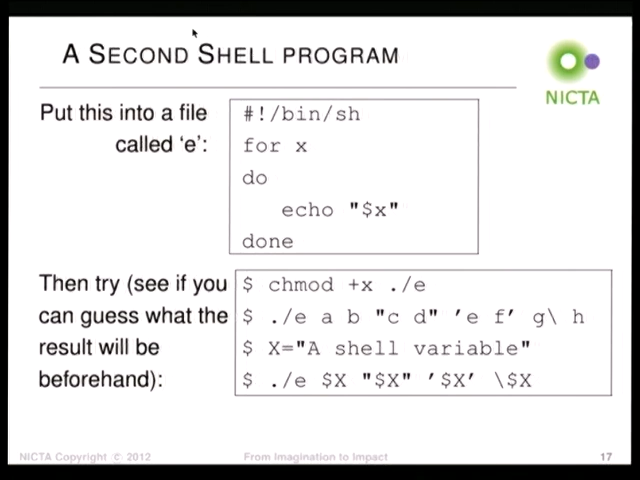 A SECOND SHELL PROGRAM
NICTA
Put this into a file
called ‘e’:
#!/bin/sh
for x
do
echo "$x"
done
Then try (see if you
can guess what the
result will be
beforehand):
$ chmod +x ./e
$ ./e a b "c d" ’e f’ g\ h
$ X="A shell variable"
$ ./e $X "$X" ’$X’ \$X
NICTA Copyright © 2012
From Imagination to Impact
17